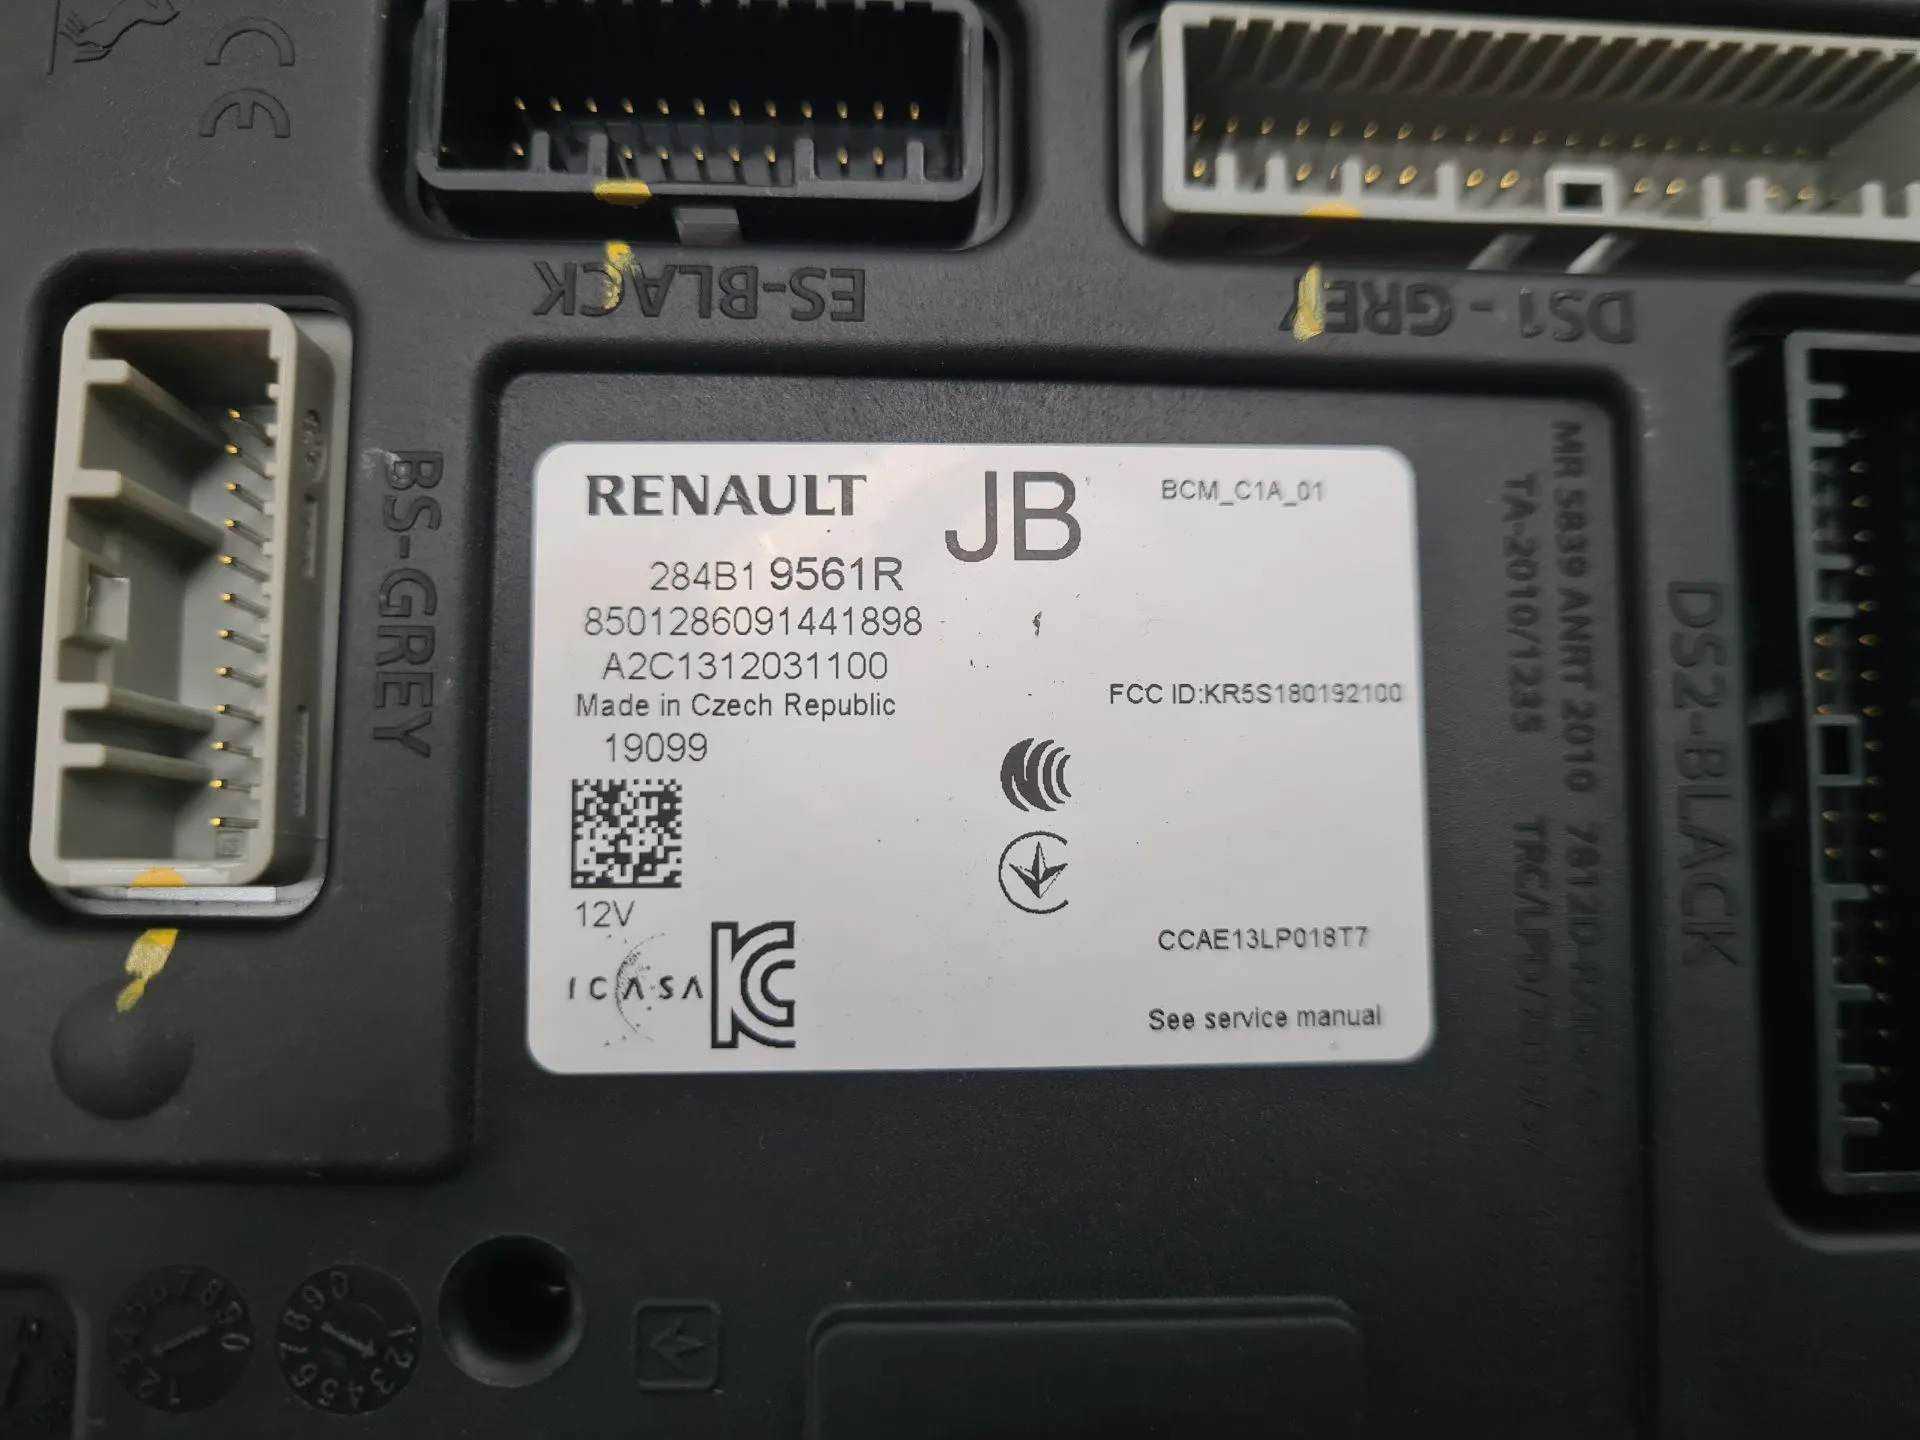 CE
ES-BLACK
DS1 - GREY
BS-GREY
RENAULT
JB
BCM_C1A_01
284B1 9561R
8501286091441898
A2C1312031100
Made in Czech Republic
19099
FCC ID:KR5S180192100
12V
ICASA
CCAE13LP018T7
See service manual
MR 5839 ANRT 2010
TA-2010/1235
DS2-BLACK